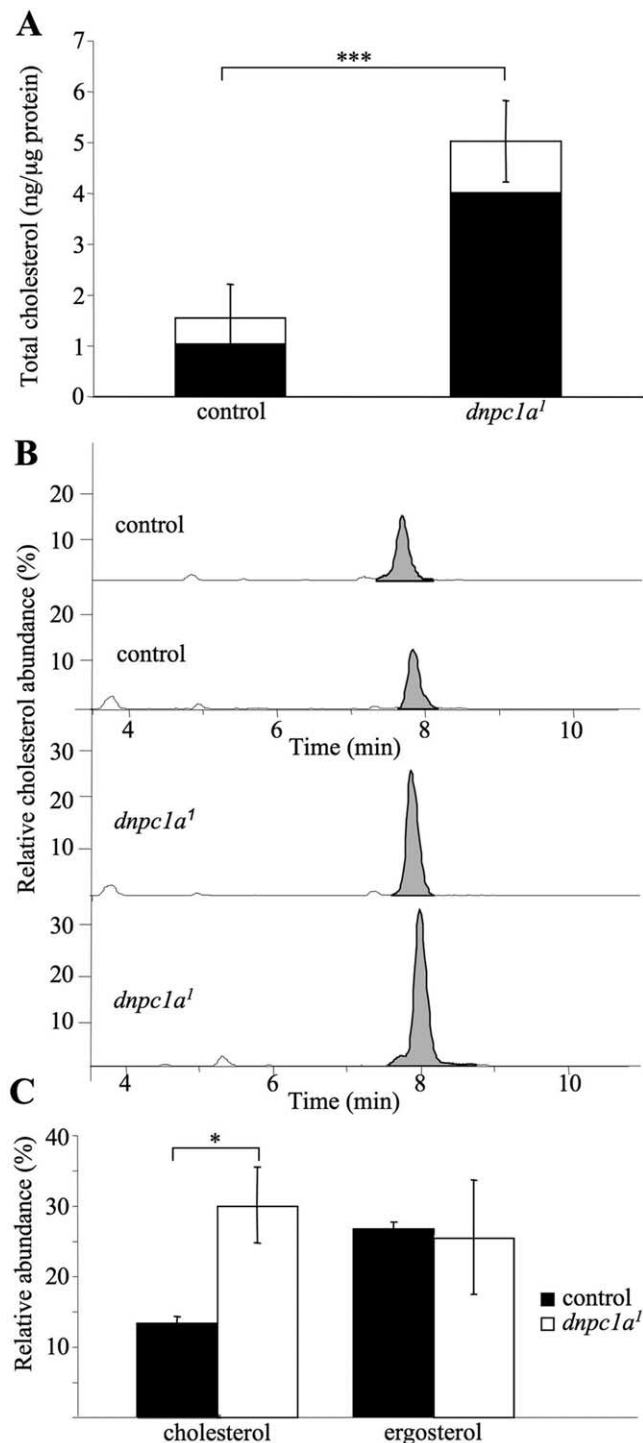 A
Total cholesterol (ng/μg protein)
7
6
5
4
3
2
1
0
***
control
dnpc1a1
B
Relative cholesterol abundance (%)
20
10
control
20
10
control
4
6
8
10
Time (min)
30
20
10
dnpc1a1
30
20
10
dnpc1a1
4
6
8
10
Time (min)
C
Relative abundance (%)
40
30
20
10
*
control
dnpc1a1
cholesterol
ergosterol